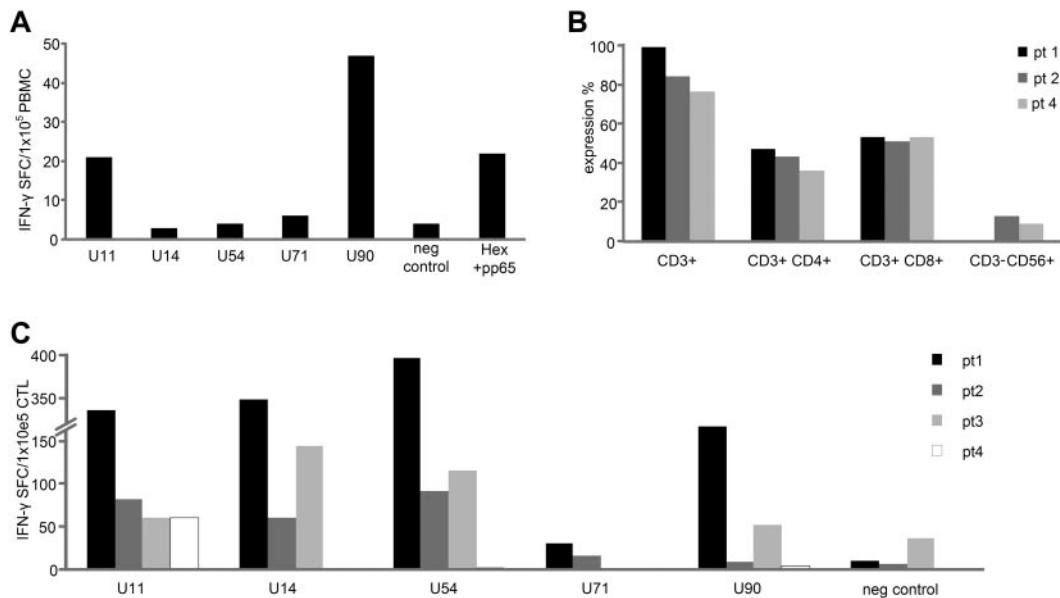 A
IFN-γ SFC/1x10⁵ PBMC
50
40
30
20
10
0
U11
U14
U54
U71
U90
neg
control
Hex
+pp65
B
expression %
100
80
60
40
20
0
CD3+
CD3+ CD4+
CD3+ CD8+
CD3-CD56+
pt 1
pt 2
pt 4
C
IFN-γ SFC/1x10e5 CTL
400
350
150
100
50
0
U11
U14
U54
U71
U90
neg control
pt1
pt2
pt3
pt4